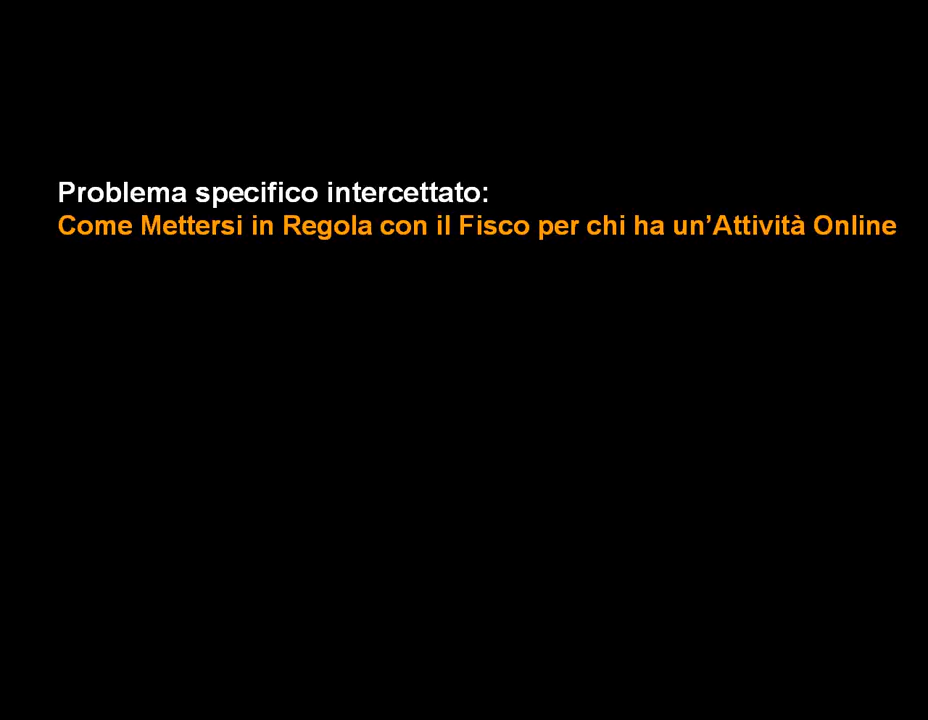 Problema specifico intercettato:
Come Mettersi in Regola con il Fisco per chi ha un’Attività Online